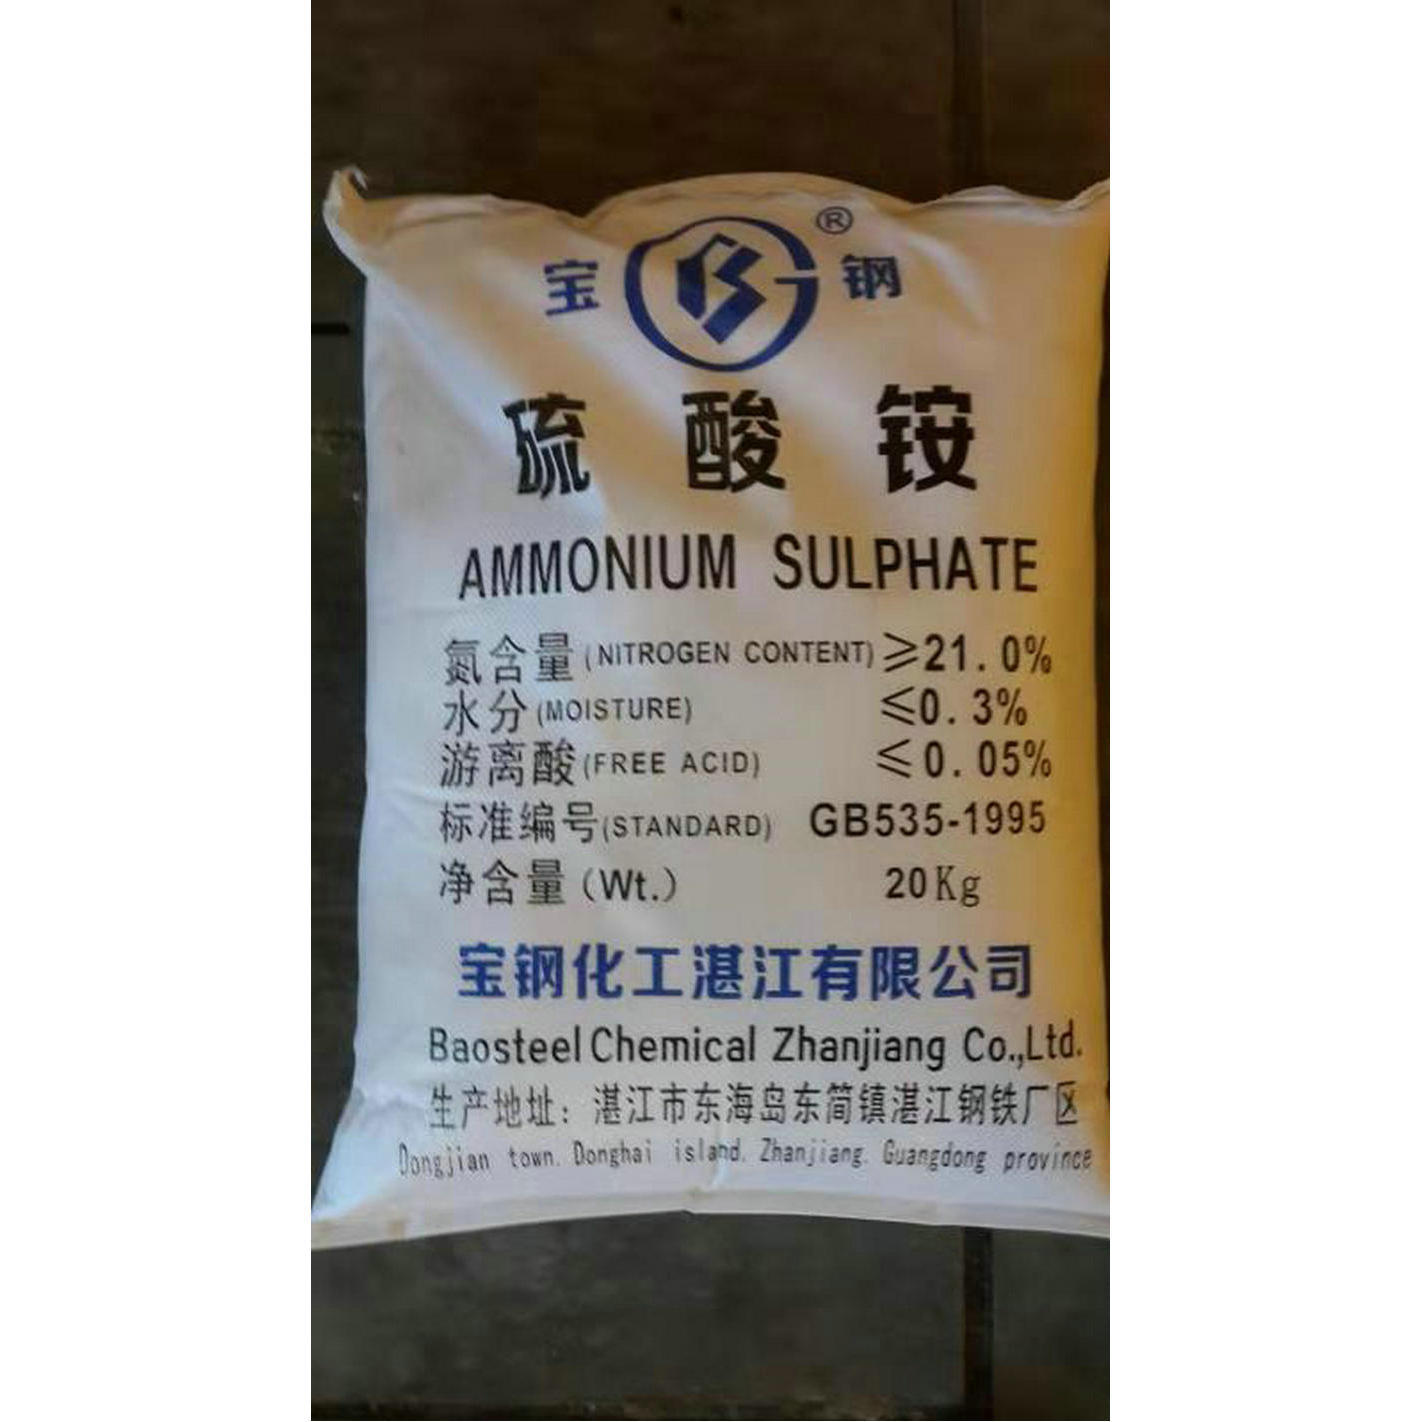 宝 B ® 钢
硫 酸 铵
AMMONIUM SULPHATE
氮含量(NITROGEN CONTENT) ≥21.0%
水分(MOISTURE) ≤0.3%
游离酸(FREE ACID) ≤0.05%
标准编号(STANDARD) GB535-1995
净含量(Wt.) 20Kg
宝钢化工湛江有限公司
Baosteel Chemical Zhanjiang Co.,Ltd.
生产地址：湛江市东海岛东简镇湛江钢铁厂区
Dongjian town. Donghai island. Zhanjiang. Guangdong province